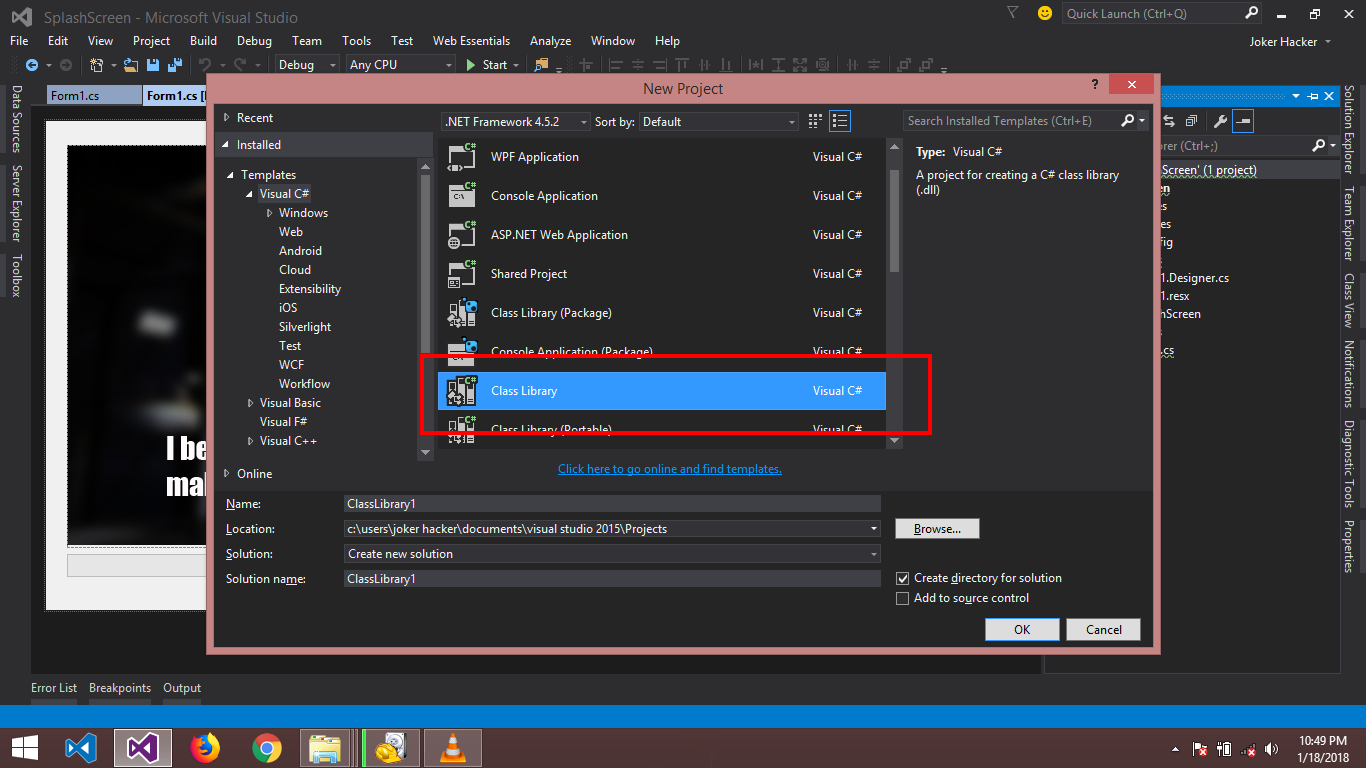 SplashScreen - Microsoft Visual Studio
Quick Launch (Ctrl+Q)
File Edit View Project Build Debug Team Tools Test Web Essentials Analyze Window Help
Joker Hacker
Debug Any CPU Start
Data Sources
Server Explorer
Toolbox
Form1.cs
Form1.cs [
I be
mal
New Project
?
Recent
Installed
Templates
Visual C#
Windows
Web
Android
Cloud
Extensibility
iOS
Silverlight
Test
WCF
Workflow
Visual Basic
Visual F#
Visual C++
Online
.NET Framework 4.5.2 Sort by: Default
WPF Application Visual C#
Console Application Visual C#
ASP.NET Web Application Visual C#
Shared Project Visual C#
Class Library (Package) Visual C#
Console Application (Package) Visual C#
Class Library Visual C#
Class Library (Portable) Visual C#
Click here to go online and find templates.
Search Installed Templates (Ctrl+E)
Type: Visual C#
A project for creating a C# class library
(.dll)
Name: ClassLibrary1
Location: c:\users\joker hacker\documents\visual studio 2015\Projects
Browse...
Solution: Create new solution
Solution name: ClassLibrary1
Create directory for solution
Add to source control
OK Cancel
orer (Ctrl+;)
Screen' (1 project)
en
es
es
fig
s
1.Designer.cs
1.resx
hScreen
s
.cs
Solution Explorer
Team Explorer
Class View
Notifications
Diagnostic Tools
Properties
Error List Breakpoints Output
10:49 PM
1/18/2018